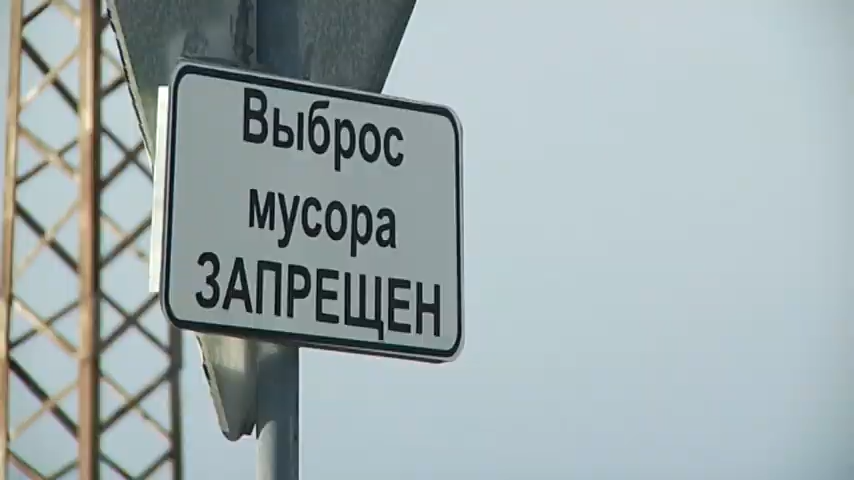 Выброс
мусора
ЗАПРЕЩЕН